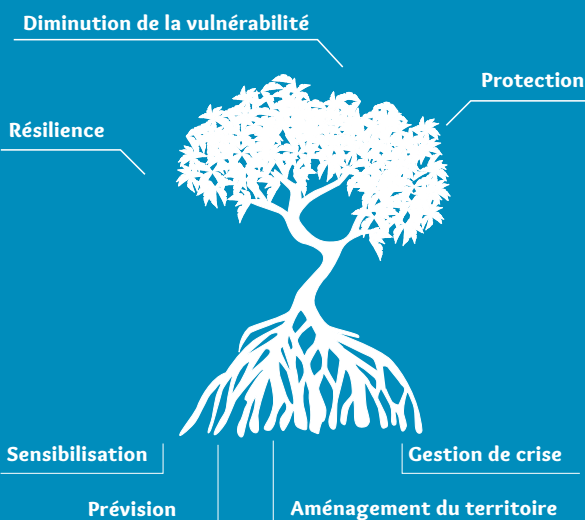 Diminution de la vulnérabilité
Protection
Résilience
Sensibilisation
Gestion de crise
Prévision
Aménagement du territoire